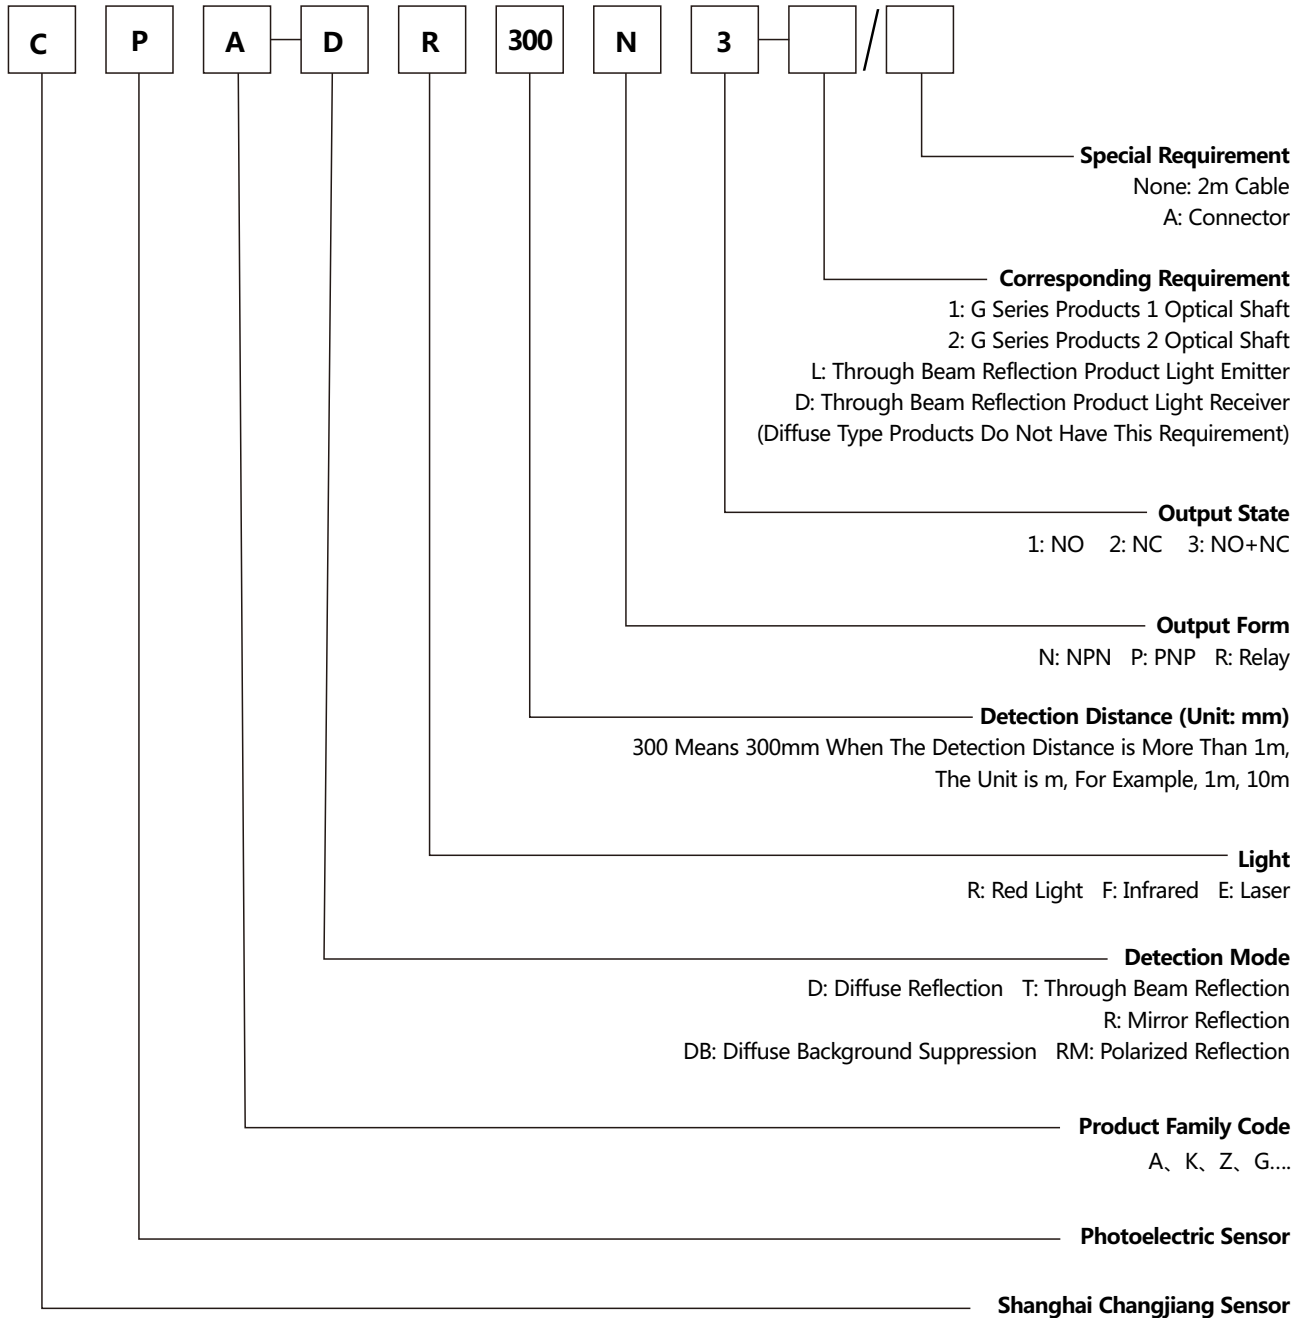 C P A D R 300 N 3 /
Special Requirement
None: 2m Cable
A: Connector
Corresponding Requirement
1: G Series Products 1 Optical Shaft
2: G Series Products 2 Optical Shaft
L: Through Beam Reflection Product Light Emitter
D: Through Beam Reflection Product Light Receiver
(Diffuse Type Products Do Not Have This Requirement)
Output State
1: NO 2: NC 3: NO+NC
Output Form
N: NPN P: PNP R: Relay
Detection Distance (Unit: mm)
300 Means 300mm When The Detection Distance is More Than 1m,
The Unit is m, For Example, 1m, 10m
Light
R: Red Light F: Infrared E: Laser
Detection Mode
D: Diffuse Reflection T: Through Beam Reflection
R: Mirror Reflection
DB: Diffuse Background Suppression RM: Polarized Reflection
Product Family Code
A、K、Z、G....
Photoelectric Sensor
Shanghai Changjiang Sensor